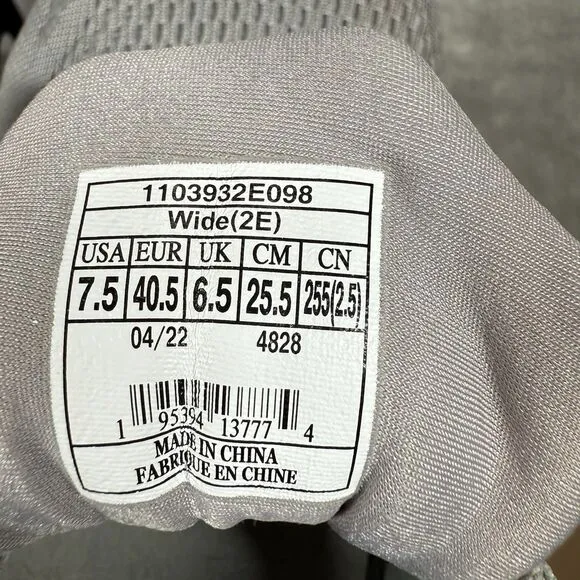 1103932E098
Wide(2E)
USA EUR UK CM CN
7.5 40.5 6.5 25.5 255(2.5)
04/22 4828
1 95394 13777 4
MADE IN CHINA
FABRIQUE EN CHINE